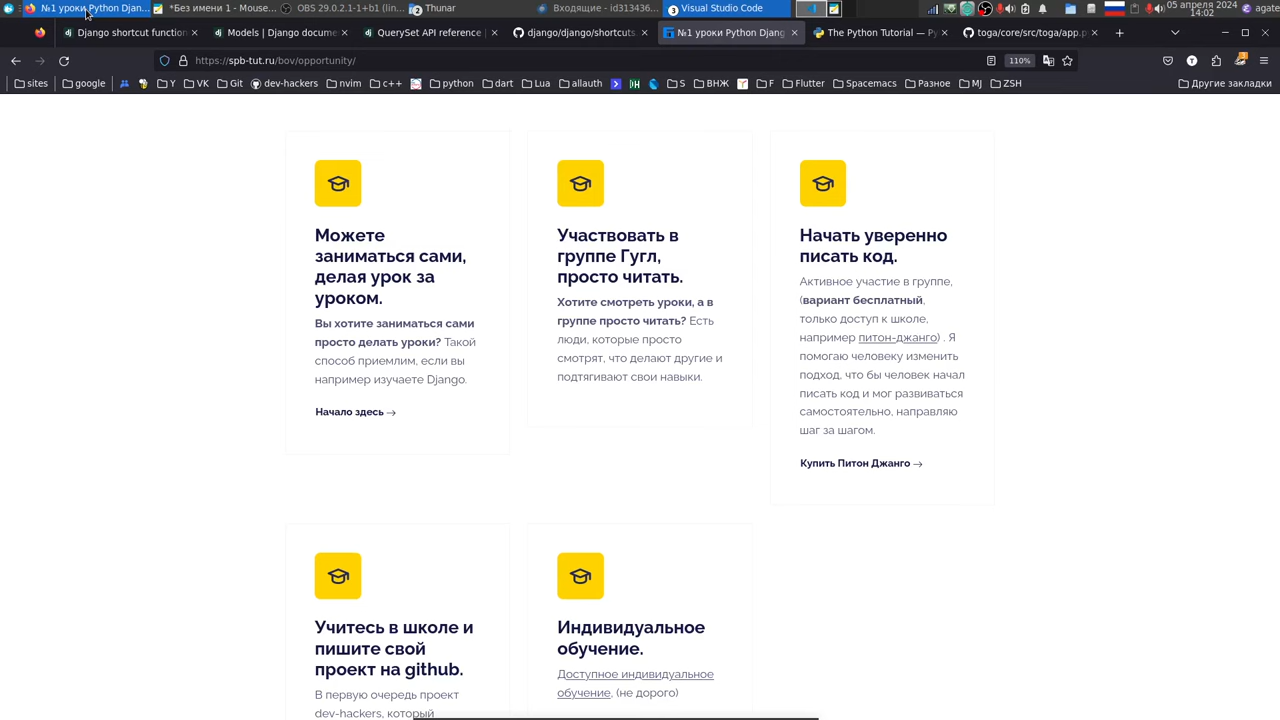 №1 уроки Python Djan...
*Без имени 1 - Mouse...
OBS 29.0.2.1-1+b1 (lin...
2 Thunar
Входящие - id313436...
3 Visual Studio Code
05 апреля 2024
14:02
agate
Django shortcut function
Models | Django docume
QuerySet API reference |
django/django/shortcuts.
№1 уроки Python Djang
The Python Tutorial — Py
toga/core/src/toga/app.p
https://spb-tut.ru/bov/opportunity/
110%
sites
google
Y
VK
Git
dev-hackers
nvim
c++
python
dart
Lua
allauth
S
ВНЖ
F
Flutter
Spacemacs
Разное
MJ
ZSH
Другие закладки
Можете
заниматься сами,
делая урок за
уроком.
Вы хотите заниматься сами
просто делать уроки? Такой
способ приемлим, если вы
например изучаете Django.
Начало здесь
Участвовать в
группе Гугл,
просто читать.
Хотите смотреть уроки, а в
группе просто читать? Есть
люди, которые просто
смотрят, что делают другие и
подтягивают свои навыки.
Начать уверенно
писать код.
Активное участие в группе,
(вариант бесплатный,
только доступ к школе,
например питон-джанго) . Я
помогаю человеку изменить
подход, что бы человек начал
писать код и мог развиваться
самостоятельно, направляю
шаг за шагом.
Купить Питон Джанго
Учитесь в школе и
пишите свой
проект на github.
В первую очередь проект
dev-hackers, который
Индивидуальное
обучение.
Доступное индивидуальное
обучение, (не дорого)